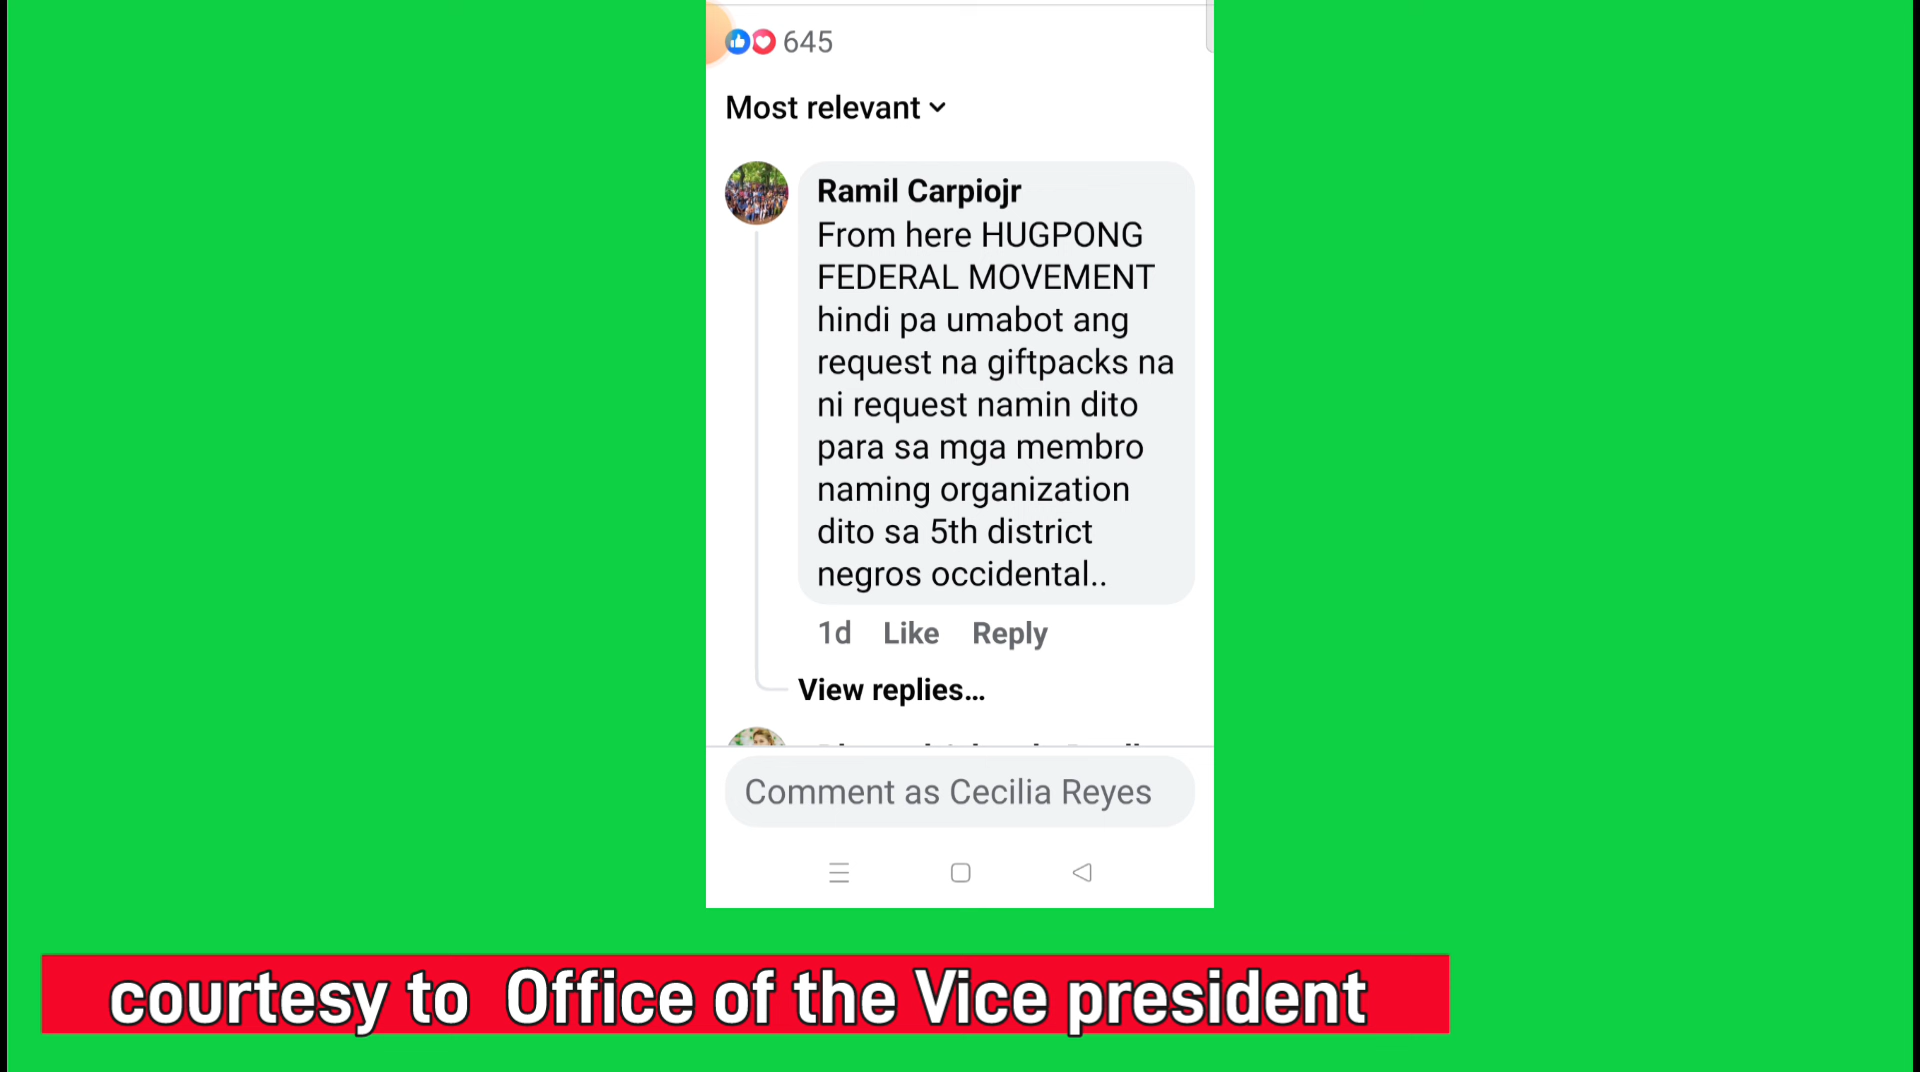 645
Most relevant
Ramil Carpiojr
From here HUGPONG
FEDERAL MOVEMENT
hindi pa umabot ang
request na giftpacks na
ni request namin dito
para sa mga membro
naming organization
dito sa 5th district
negros occidental..
1d Like Reply
View replies...
Comment as Cecilia Reyes
courtesy to Office of the Vice president